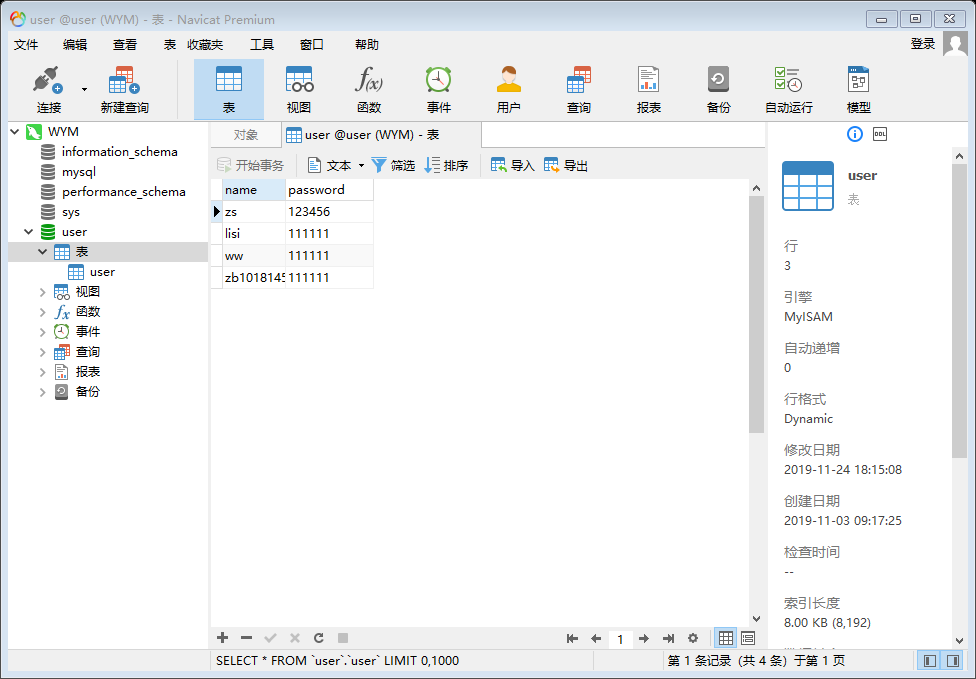 user @user (WYM) - 表 - Navicat Premium
文件 编辑 查看 表 收藏夹 工具 窗口 帮助 登录
连接 新建查询 表 视图 函数 事件 用户 查询 报表 备份 自动运行 模型
WYM
information_schema
mysql
performance_schema
sys
user
表
user
视图
函数
事件
查询
报表
备份
对象 user @user (WYM) - 表
开始事务 文本 筛选 排序 导入 导出
name password
zs 123456
lisi 111111
ww 111111
zb1018145 111111
1
DDL
user
表
行
3
引擎
MyISAM
自动递增
0
行格式
Dynamic
修改日期
2019-11-24 18:15:08
创建日期
2019-11-03 09:17:25
检查时间
--
索引长度
8.00 KB (8,192)
SELECT * FROM `user`.`user` LIMIT 0,1000 第 1 条记录 (共 4 条) 于第 1 页